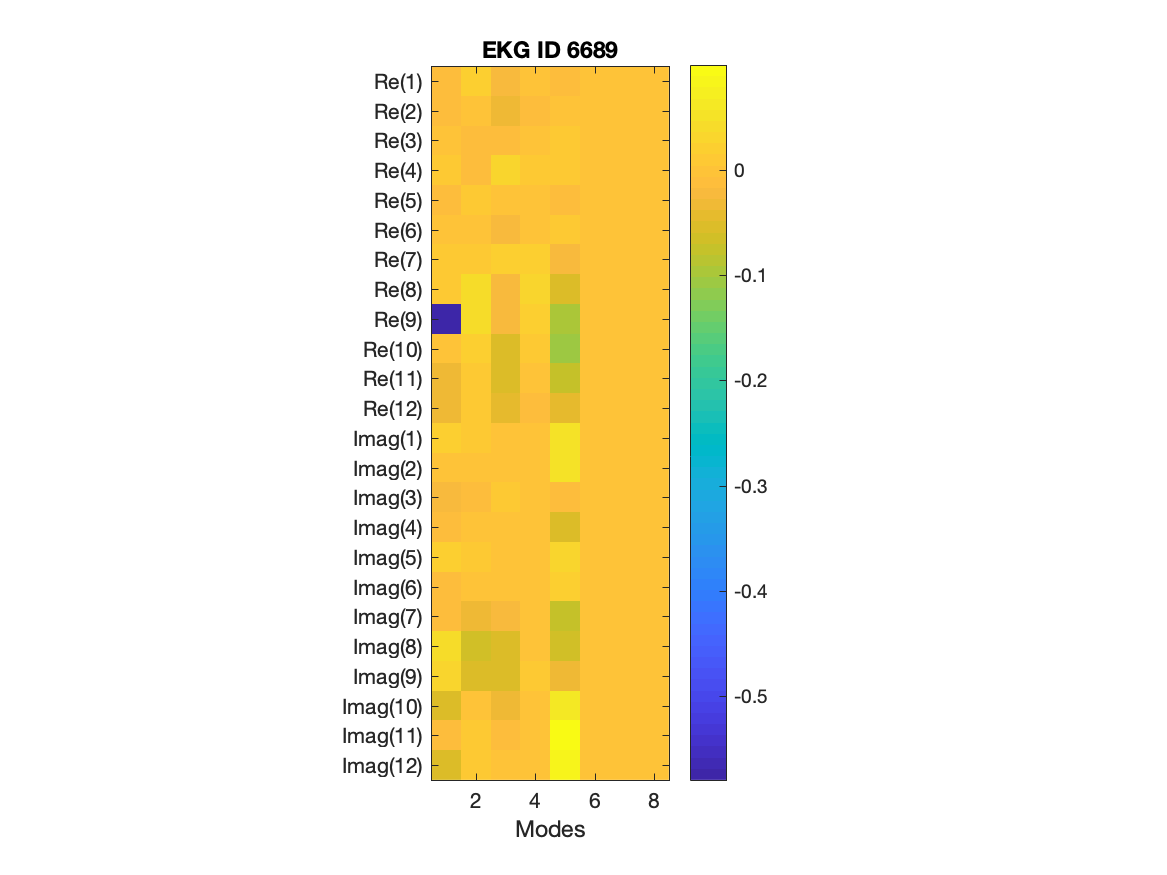 EKG ID 6689
Re(1)
Re(2)
Re(3)
Re(4)
Re(5)
Re(6)
Re(7)
Re(8)
Re(9)
Re(10)
Re(11)
Re(12)
Imag(1)
Imag(2)
Imag(3)
Imag(4)
Imag(5)
Imag(6)
Imag(7)
Imag(8)
Imag(9)
Imag(10)
Imag(11)
Imag(12)
2 4 6 8
Modes
0
-0.1
-0.2
-0.3
-0.4
-0.5